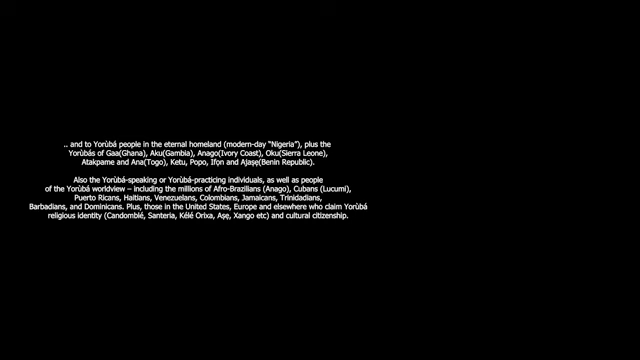 .. and to Yorùbá people in the eternal homeland (modern-day “Nigeria”), plus the
Yorùbás of Gaa(Ghana), Aku(Gambia), Anago(Ivory Coast), Oku(Sierra Leone),
Atakpame and Ana(Togo), Ketu, Popo, Ifọn and Ajaşẹ(Benin Republic).
Also the Yorùbá-speaking or Yorùbá-practicing individuals, as well as people
of the Yorùbá worldview – including the millions of Afro-Brazilians (Anago), Cubans (Lucumí),
Puerto Ricans, Haitians, Venezuelans, Colombians, Jamaicans, Trinidadians,
Barbadians, and Dominicans. Plus, those in the United States, Europe and elsewhere who claim Yorùbá
religious identity (Candomblé, Santeria, Kélé Orixa, Aşẹ, Xango etc) and cultural citizenship.